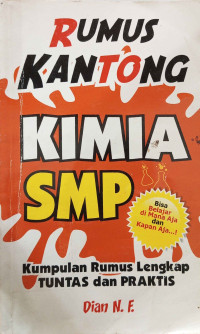 RUMUS
KANTONG
KIMIA
SMP
Bisa
Belajar
di Mana Aja
dan
Kapan Aja...!
Kumpulan Rumus Lengkap
TUNTAS dan PRAKTIS
Dian N. F.